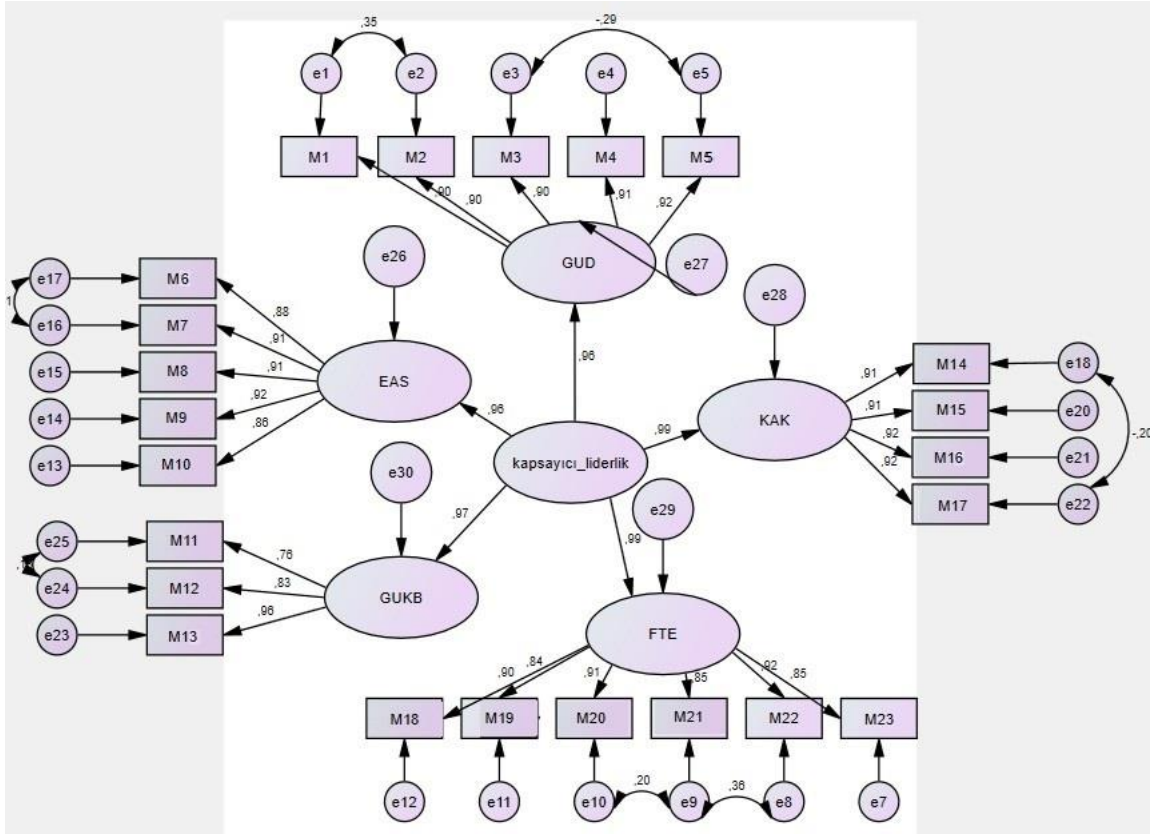 ,35
-,29
e1
e2
e3
e4
e5
M1
M2
M3
M4
M5
,90
,90
,90
,91
,92
GUD
e27
e26
e28
e17
M6
e16
M7
e15
M8
e14
M9
e13
M10
,88
,91
,91
,92
,86
EAS
,96
,96
kapsayıcı_liderlik
,99
KAK
,91
,91
,92
,92
M14
e18
M15
e20
M16
e21
M17
e22
-,20
e30
,97
e29
,99
e25
M11
e24
M12
e23
M13
,76
,83
,96
GUKB
FTE
,90
,84
,91
,85
,92
,85
M18
M19
M20
M21
M22
M23
,20
,36
e12
e11
e10
e9
e8
e7